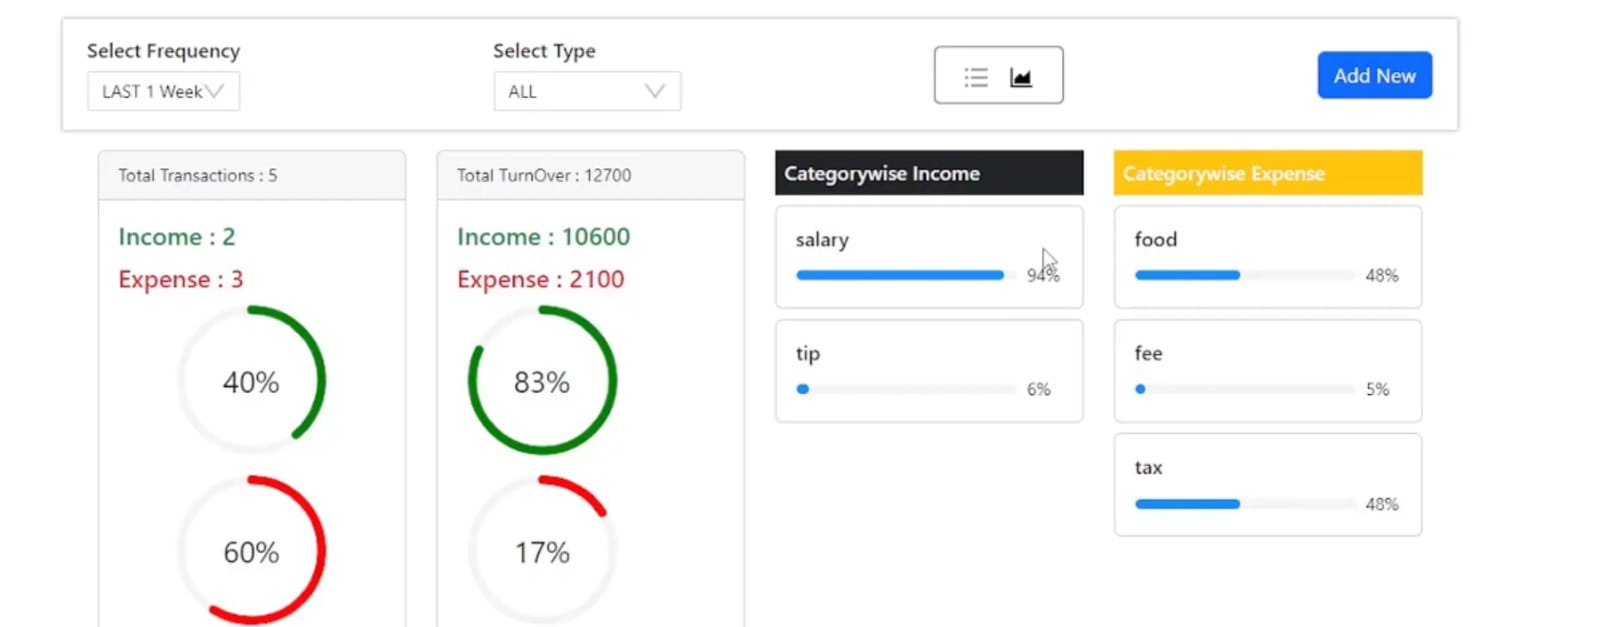 Select Frequency
LAST 1 Week
Select Type
ALL
Add New
Total Transactions : 5
Income : 2
Expense : 3
40%
60%
Total TurnOver : 12700
Income : 10600
Expense : 2100
83%
17%
Categorywise Income
salary
94%
tip
6%
Categorywise Expense
food
48%
fee
5%
tax
48%